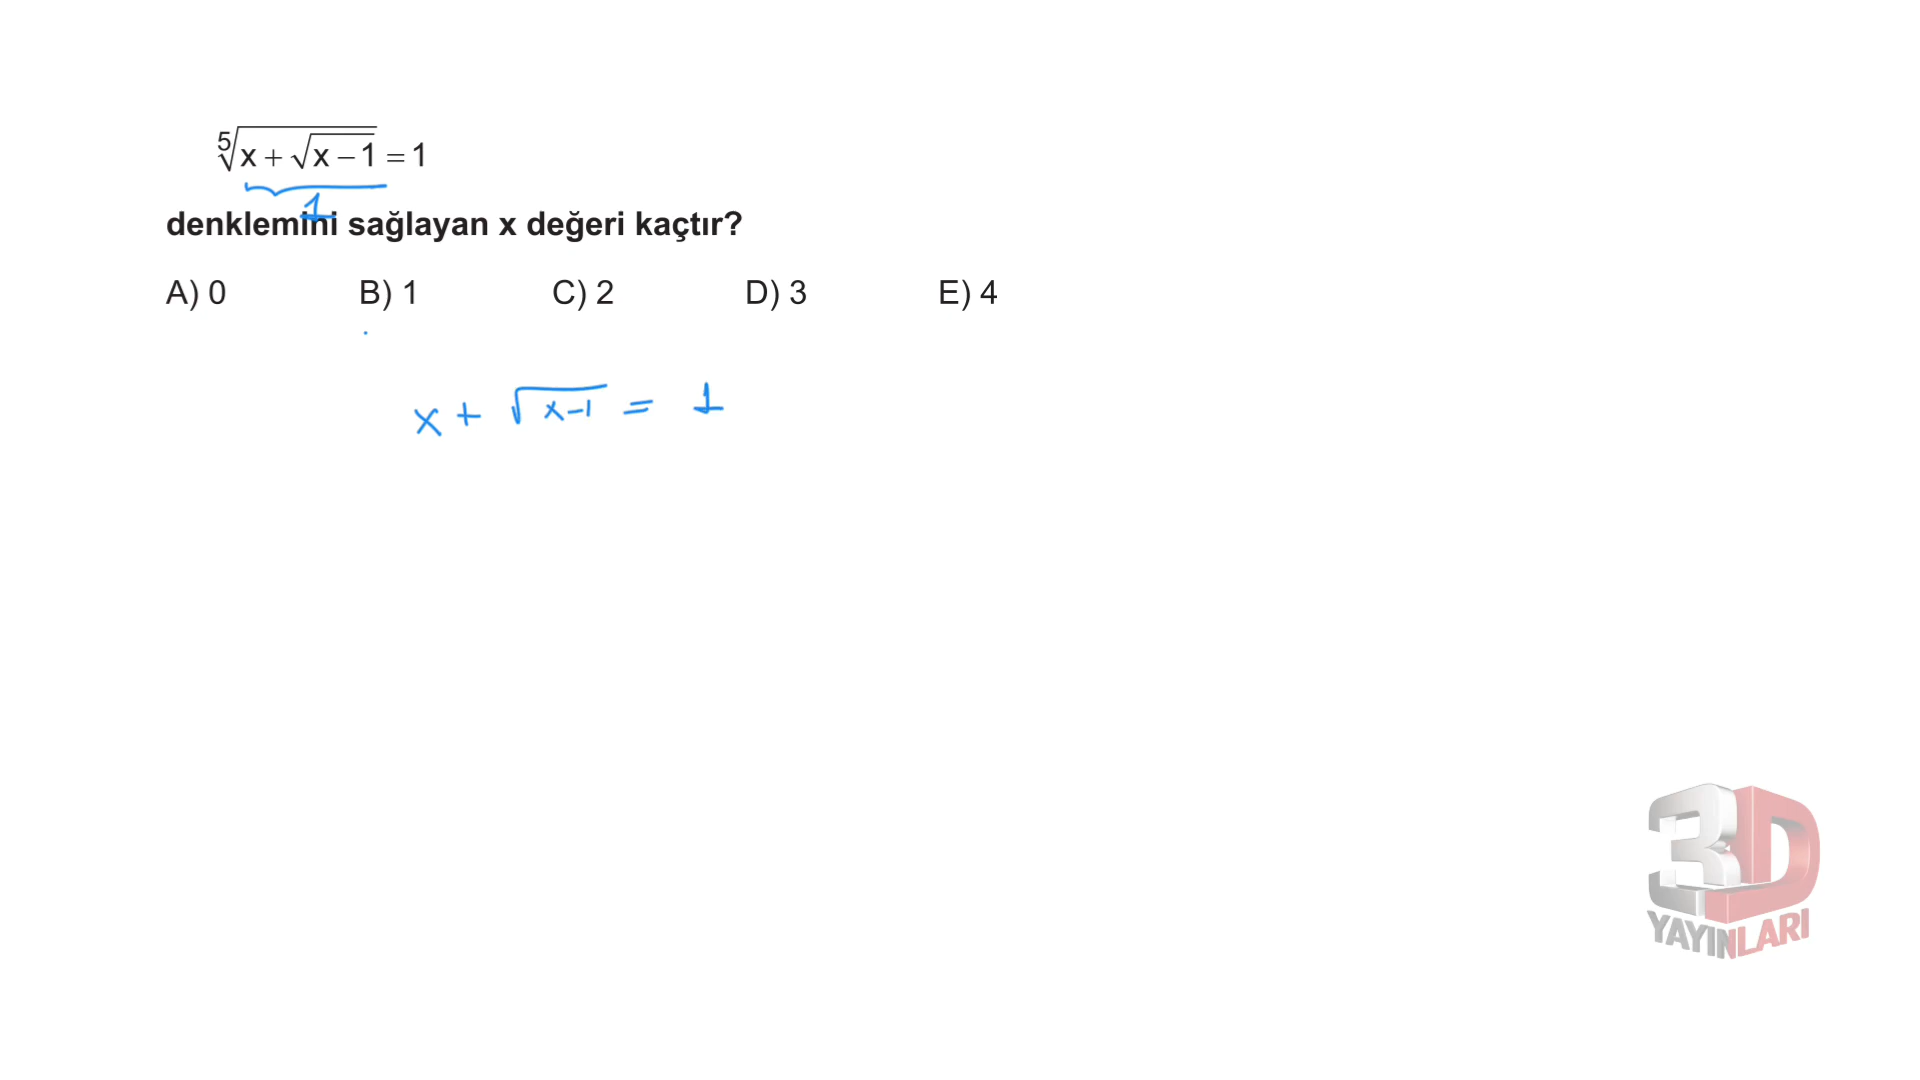 ⁵√(x + √(x − 1)) = 1
1
denklemini sağlayan x değeri kaçtır?
A) 0 B) 1 C) 2 D) 3 E) 4
x + √(x−1) = 1
3D
YAYINLARI